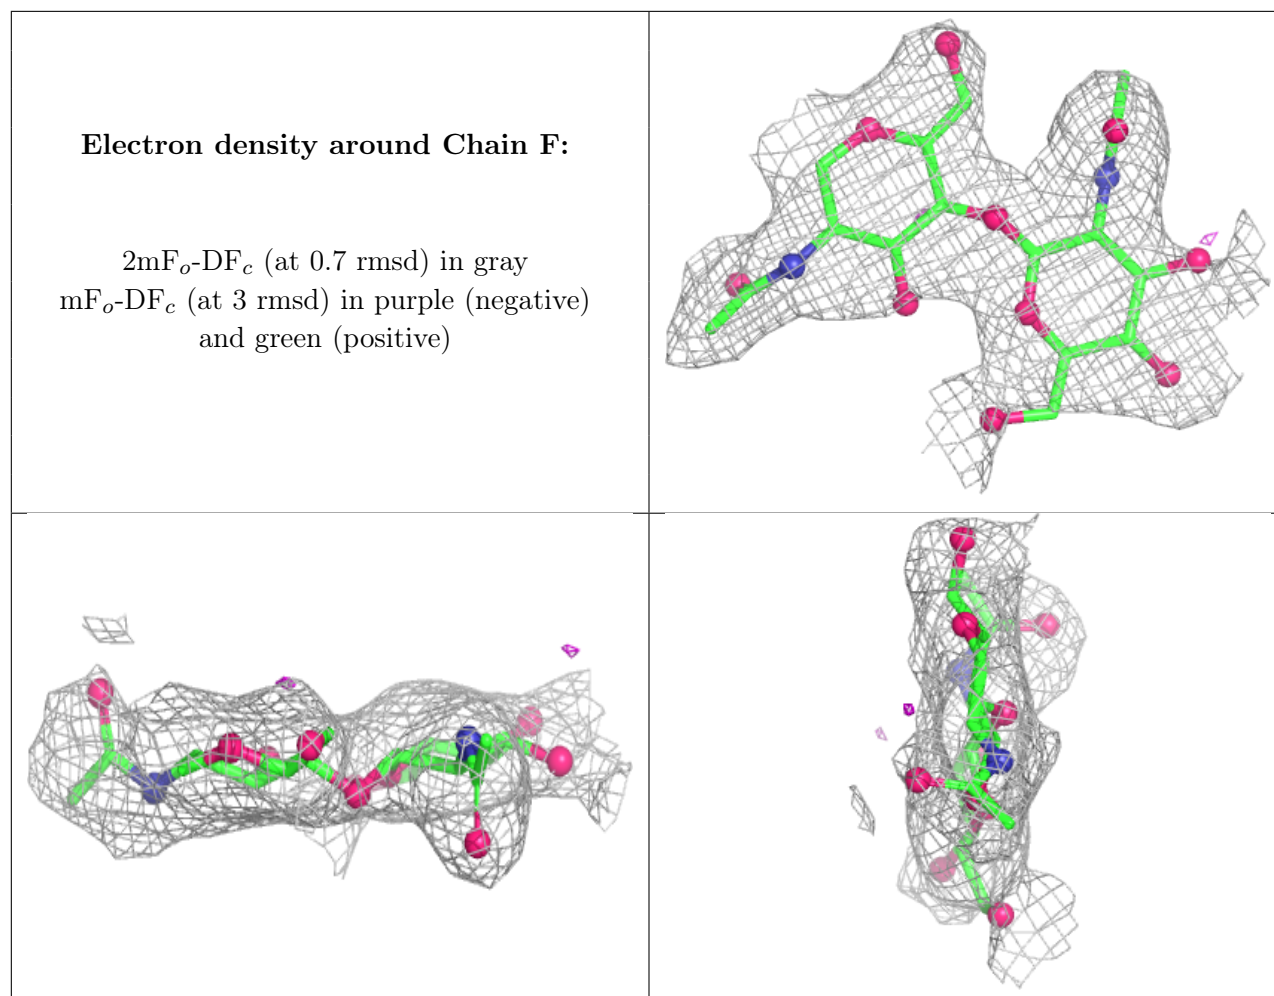 Electron density around Chain F:
2mFo-DFc (at 0.7 rmsd) in gray
mFo-DFc (at 3 rmsd) in purple (negative)
and green (positive)